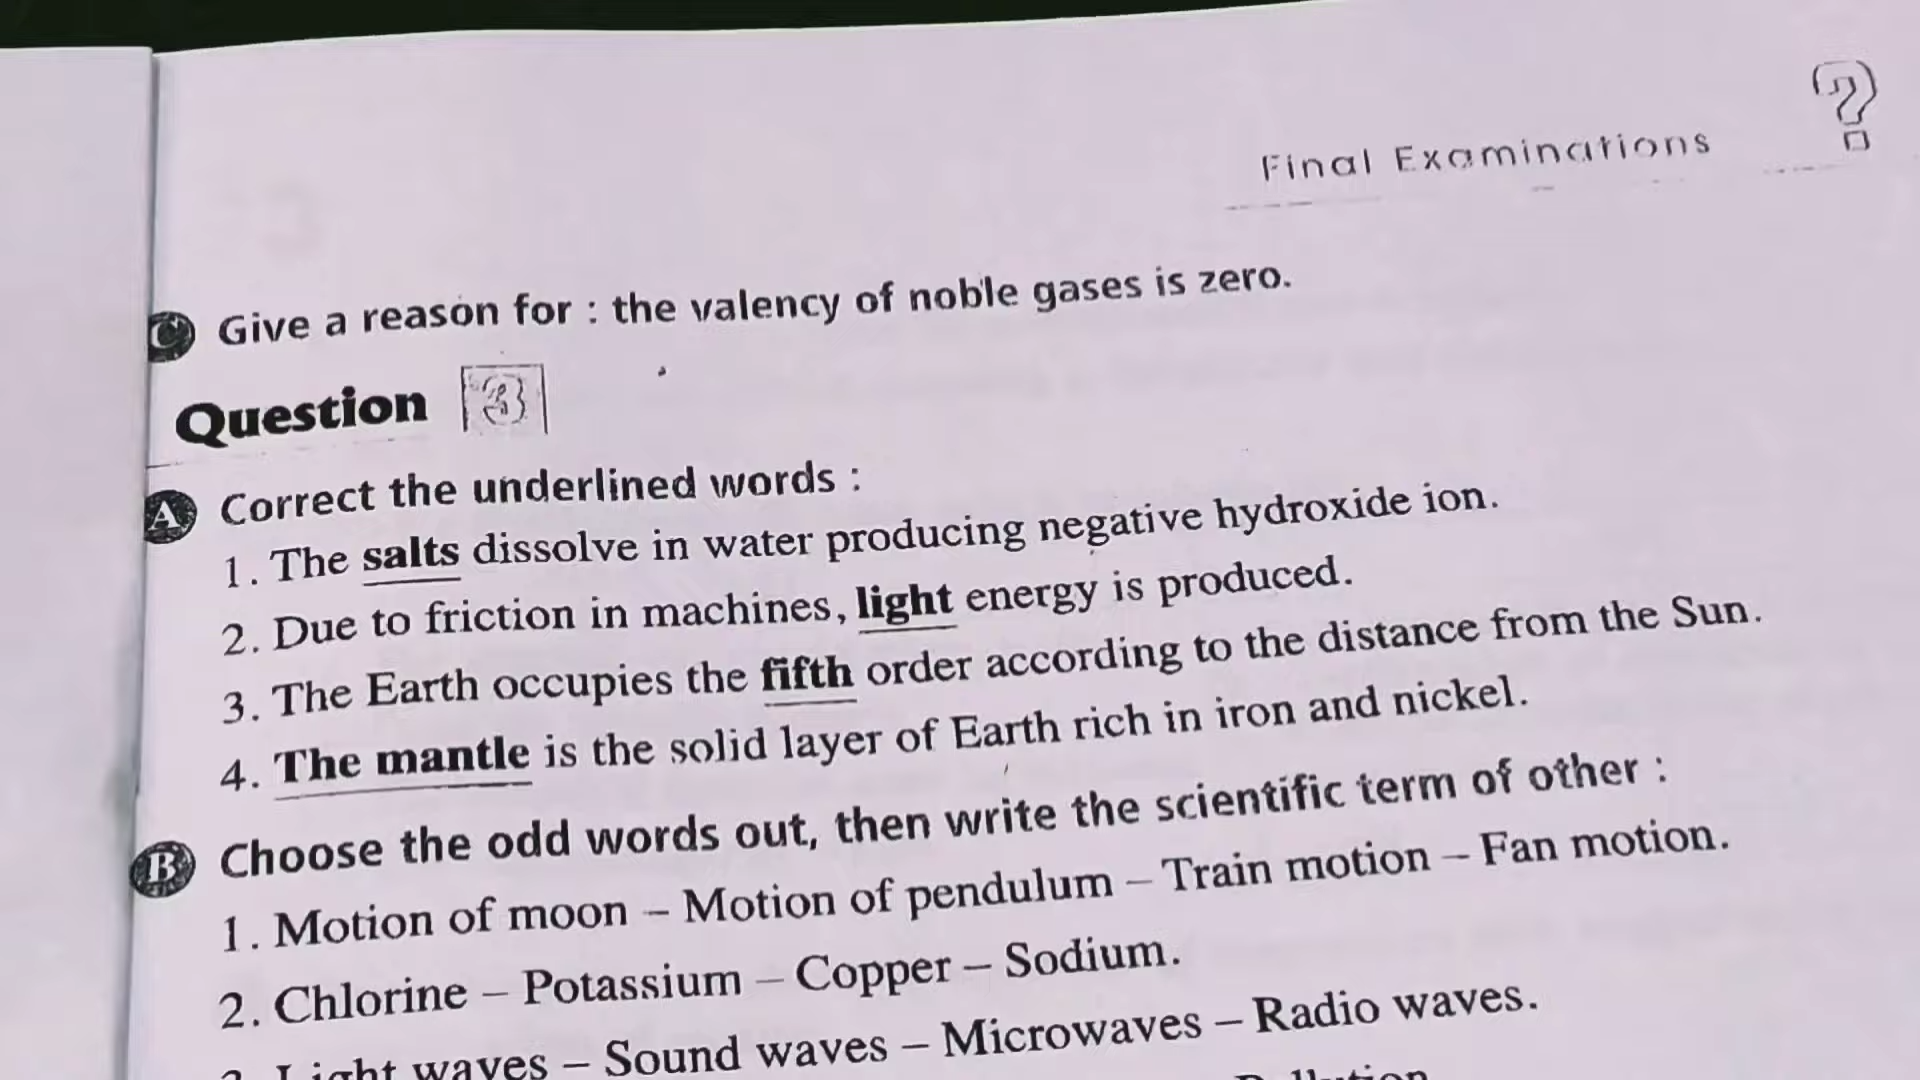 Final Examinations
?
C Give a reason for : the valency of noble gases is zero.
Question 3
A Correct the underlined words :
1. The salts dissolve in water producing negative hydroxide ion.
2. Due to friction in machines, light energy is produced.
3. The Earth occupies the fifth order according to the distance from the Sun.
4. The mantle is the solid layer of Earth rich in iron and nickel.
B Choose the odd words out, then write the scientific term of other :
1. Motion of moon – Motion of pendulum – Train motion – Fan motion.
2. Chlorine – Potassium – Copper – Sodium.
3. Light waves – Sound waves – Microwaves – Radio waves.